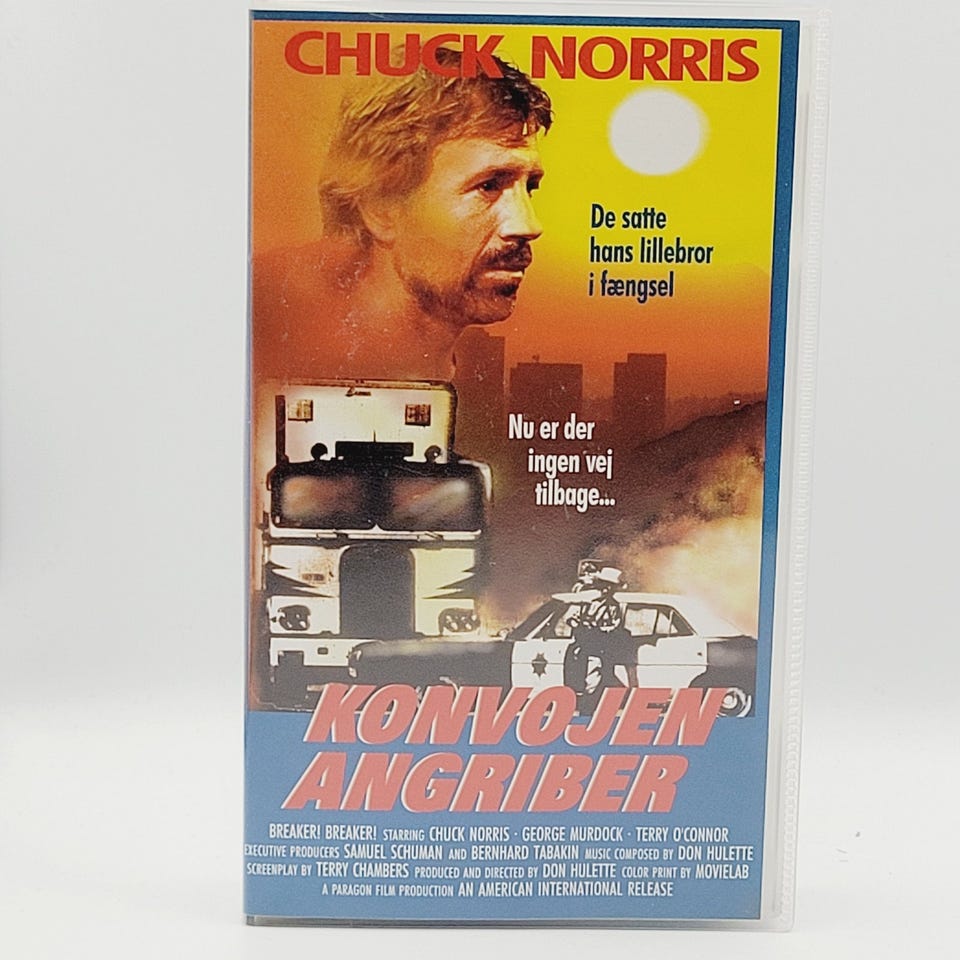 CHUCK NORRIS
De satte
hans lillebror
i fængsel
Nu er der
ingen vej
tilbage...
KONVOJEN
ANGRIBER
BREAKER! BREAKER! STARRING CHUCK NORRIS · GEORGE MURDOCK · TERRY O'CONNOR
EXECUTIVE PRODUCERS SAMUEL SCHUMAN AND BERNHARD TABAKIN MUSIC COMPOSED BY DON HULETTE
SCREENPLAY BY TERRY CHAMBERS PRODUCED AND DIRECTED BY DON HULETTE COLOR PRINT BY MOVIELAB
A PARAGON FILM PRODUCTION AN AMERICAN INTERNATIONAL RELEASE